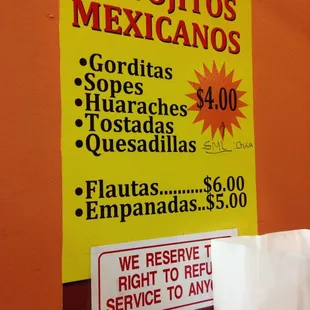 MEXICANOS
•Gorditas
•Sopes
•Huaraches
•Tostadas
•Quesadillas
$4.00
SML
•Flautas..........$6.00
•Empanadas..$5.00
WE RESERVE T
RIGHT TO REFU
SERVICE TO ANY